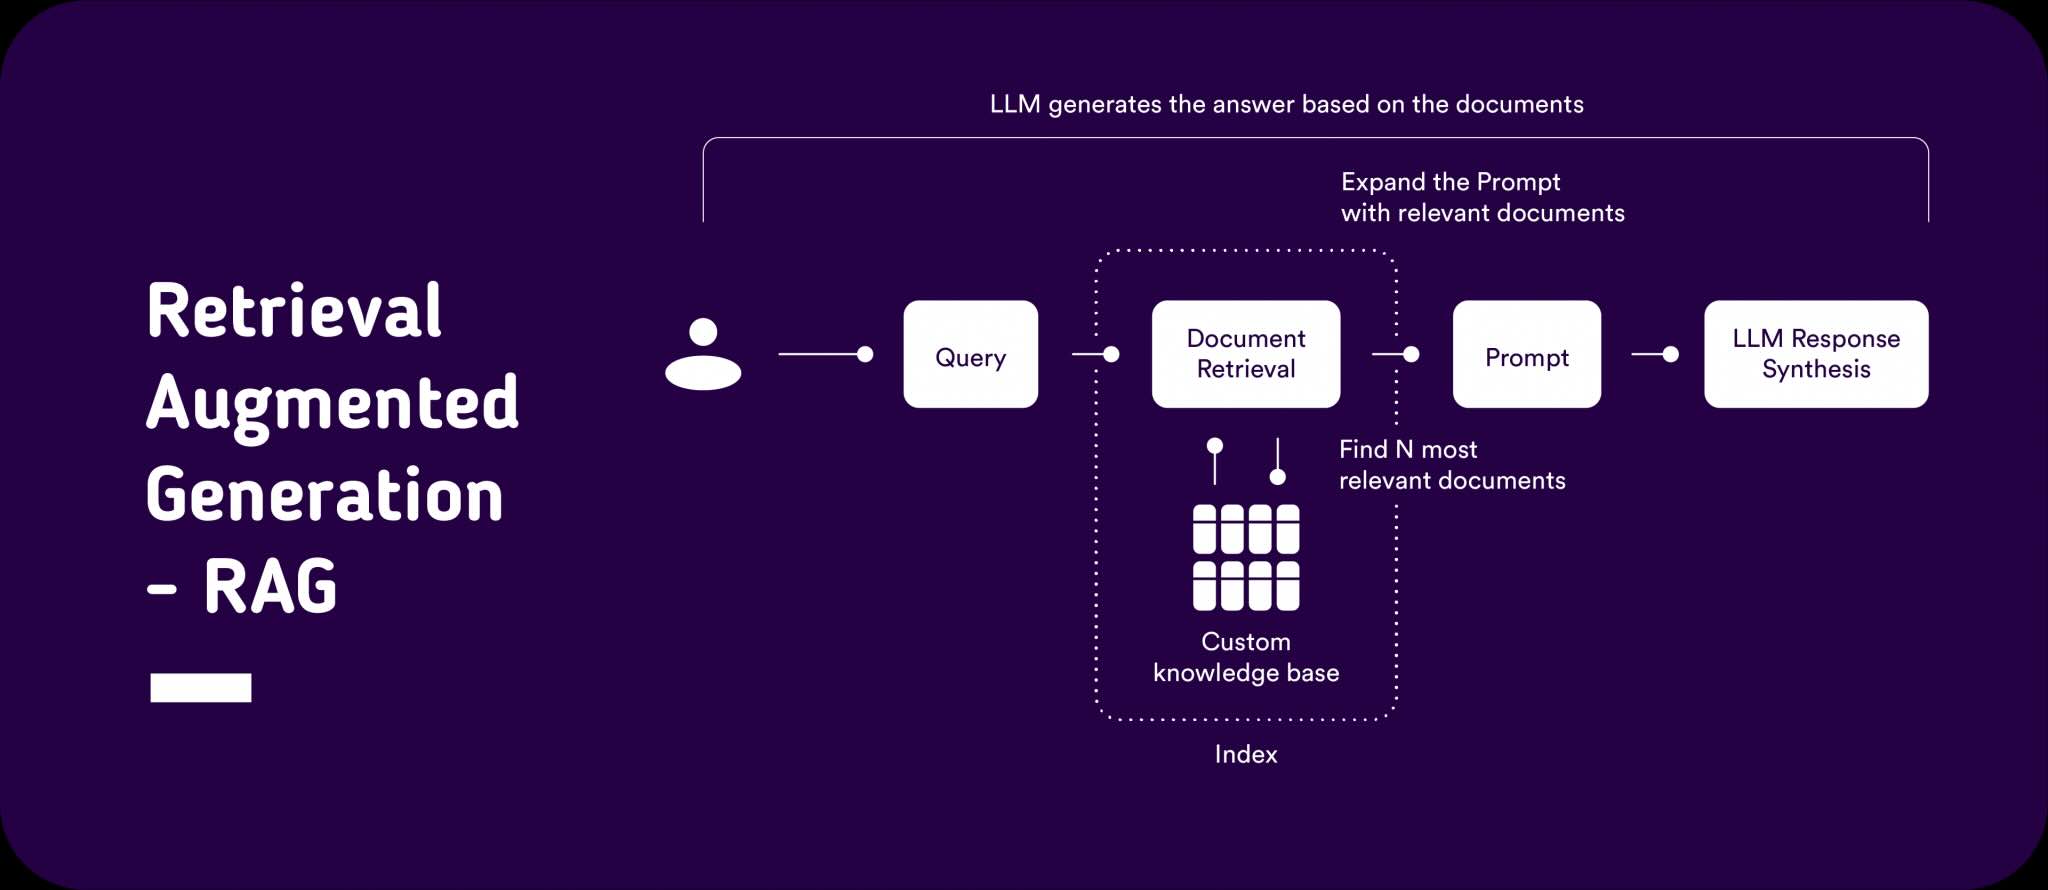 Retrieval
Augmented
Generation
- RAG
LLM generates the answer based on the documents
Expand the Prompt
with relevant documents
Query
Document
Retrieval
Prompt
LLM Response
Synthesis
Find N most
relevant documents
Custom
knowledge base
Index